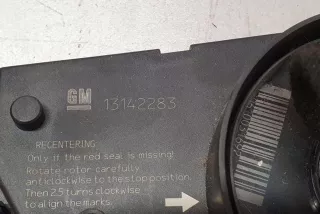 GM 13142283
RECENTERING:
Only if the red seal is missing!
Rotate rotor carefully
anticlockwise to the stop position.
Then 2.5 turns clockwise
to align the marks.